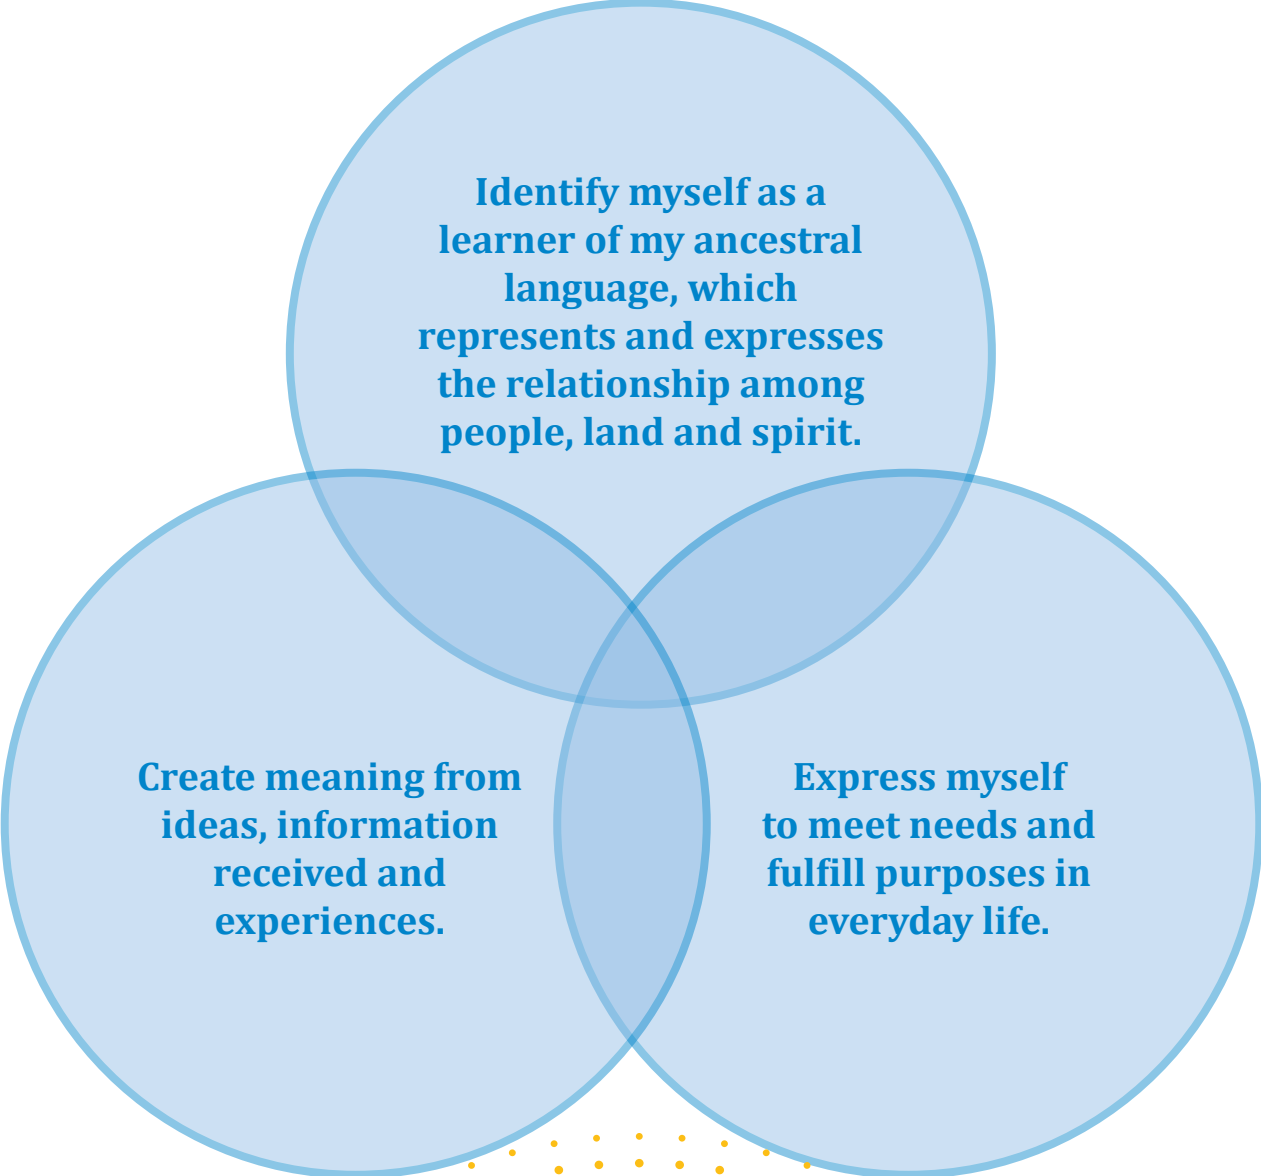 Identify myself as a
learner of my ancestral
language, which
represents and expresses
the relationship among
people, land and spirit.
Create meaning from
ideas, information
received and
experiences.
Express myself
to meet needs and
fulfill purposes in
everyday life.